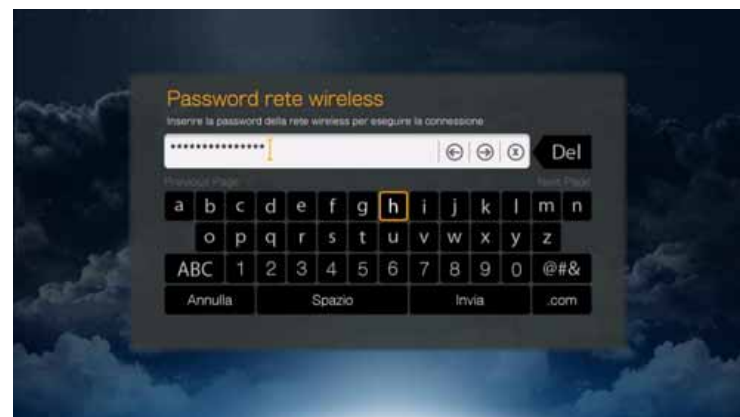 Password rete wireless
Inserire la password della rete wireless per eseguire la connessione
***************
Del
Previous Page Next Page
a b c d e f g h i j k l m n
o p q r s t u v w x y z
ABC 1 2 3 4 5 6 7 8 9 0 @#&
Annulla Spazio Invia .com